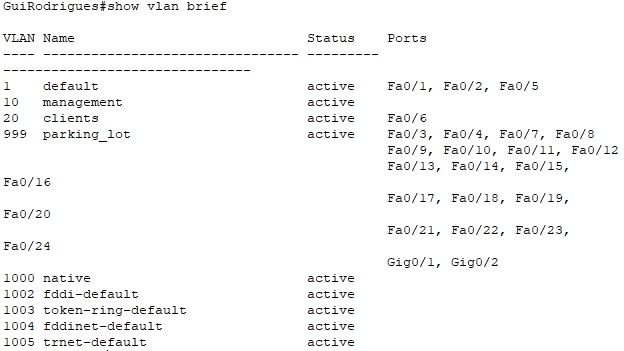 GuiRodrigues#show vlan brief
VLAN Name Status Ports
---- -------------------------------- ---------
-------------------------------
1 default active Fa0/1, Fa0/2, Fa0/5
10 management active
20 clients active Fa0/6
999 parking_lot active Fa0/3, Fa0/4, Fa0/7, Fa0/8
Fa0/9, Fa0/10, Fa0/11, Fa0/12
Fa0/13, Fa0/14, Fa0/15,
Fa0/16
Fa0/17, Fa0/18, Fa0/19,
Fa0/20
Fa0/21, Fa0/22, Fa0/23,
Fa0/24
Gig0/1, Gig0/2
1000 native active
1002 fddi-default active
1003 token-ring-default active
1004 fddinet-default active
1005 trnet-default active